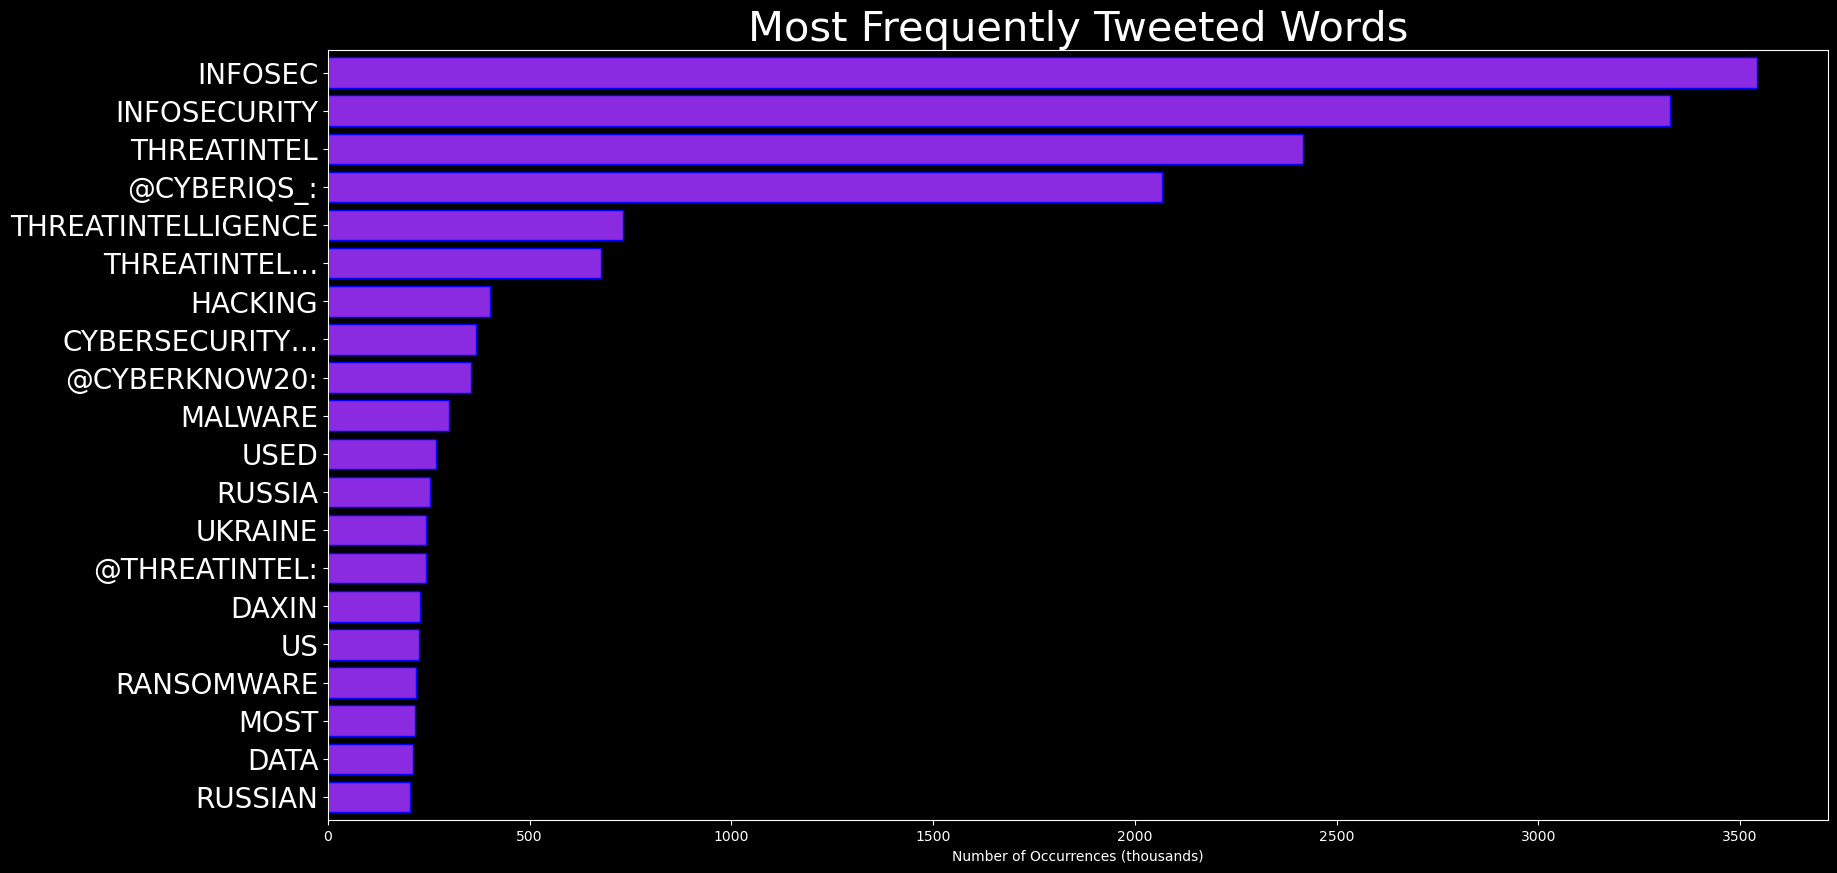 Most Frequently Tweeted Words
INFOSEC
INFOSECURITY
THREATINTEL
@CYBERIQS_:
THREATINTELLIGENCE
THREATINTEL…
HACKING
CYBERSECURITY…
@CYBERKNOW20:
MALWARE
USED
RUSSIA
UKRAINE
@THREATINTEL:
DAXIN
US
RANSOMWARE
MOST
DATA
RUSSIAN
0 500 1000 1500 2000 2500 3000 3500
Number of Occurrences (thousands)